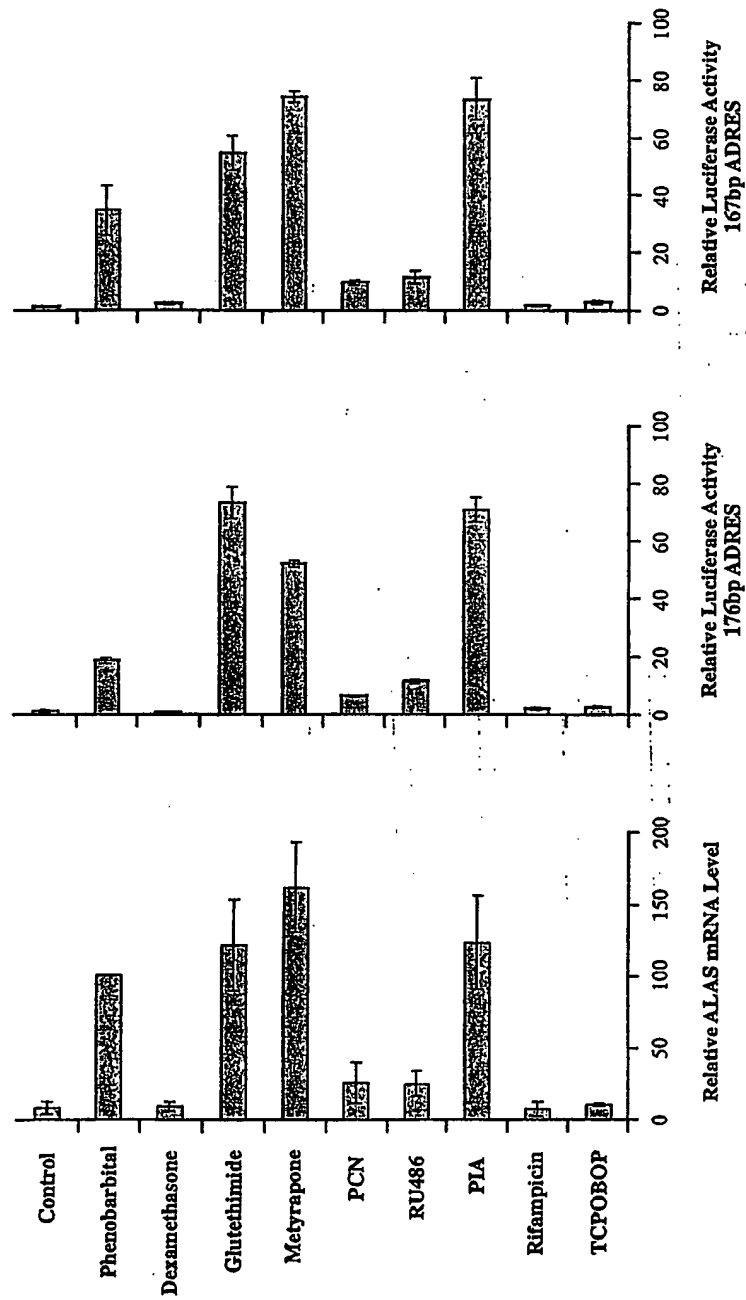 Control
Phenobarbital
Dexamethasone
Glutethimide
Metyrapone
PCN
RU486
PIA
Rifampicin
TCPOBOP
0 50 100 150 200
Relative ALAS mRNA Level
0 20 40 60 80 100
Relative Luciferase Activity
176bp ADRES
0 20 40 60 80 100
Relative Luciferase Activity
167bp ADRES